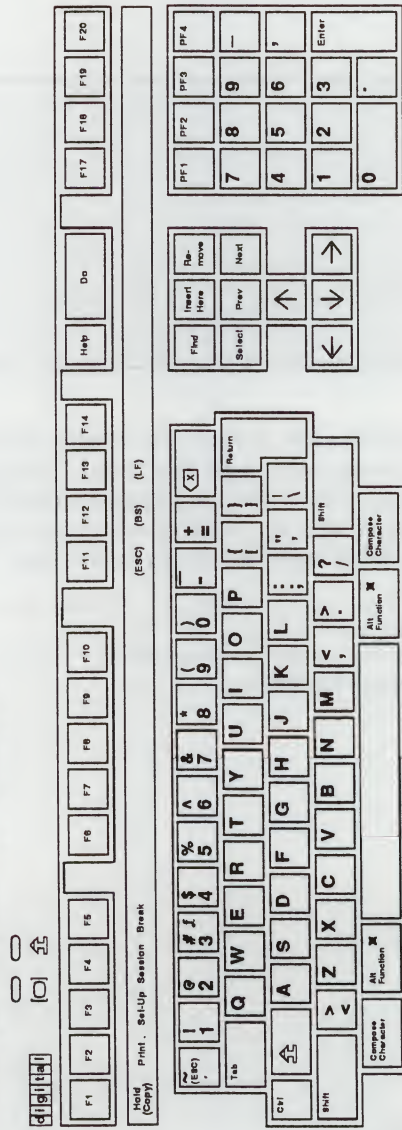 digital
F1 F2 F3 F4 F5 F6 F7 F8 F9 F10 F11 F12 F13 F14 Help Do F17 F18 F19 F20
Hold Print Set-Up Session Break (ESC) (BS) (LF)
(Copy)
~ ! @ # £ $ % ^ & * ( ) _ +
(ESC) 1 2 3 4 5 6 7 8 9 0 - =
Tab Q W E R T Y U I O P { } Return
[ ]
Ctrl A S D F G H J K L : " |
; ' \
Shift > Z X C V B N M < > ? Shift
< , . /
Compose Character Alt Function Alt Function Compose Character
Find Insert Here Re-move
Select Prev Next
↑
← ↓ →
PF1 PF2 PF3 PF4
7 8 9 –
4 5 6 ,
1 2 3 Enter
0 .